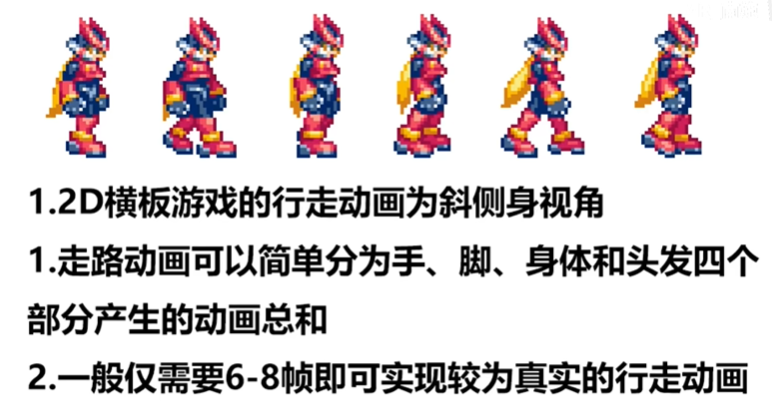 1.2D横板游戏的行走动画为斜侧身视角
1.走路动画可以简单分为手、脚、身体和头发四个
部分产生的动画总和
2.一般仅需要6-8帧即可实现较为真实的行走动画